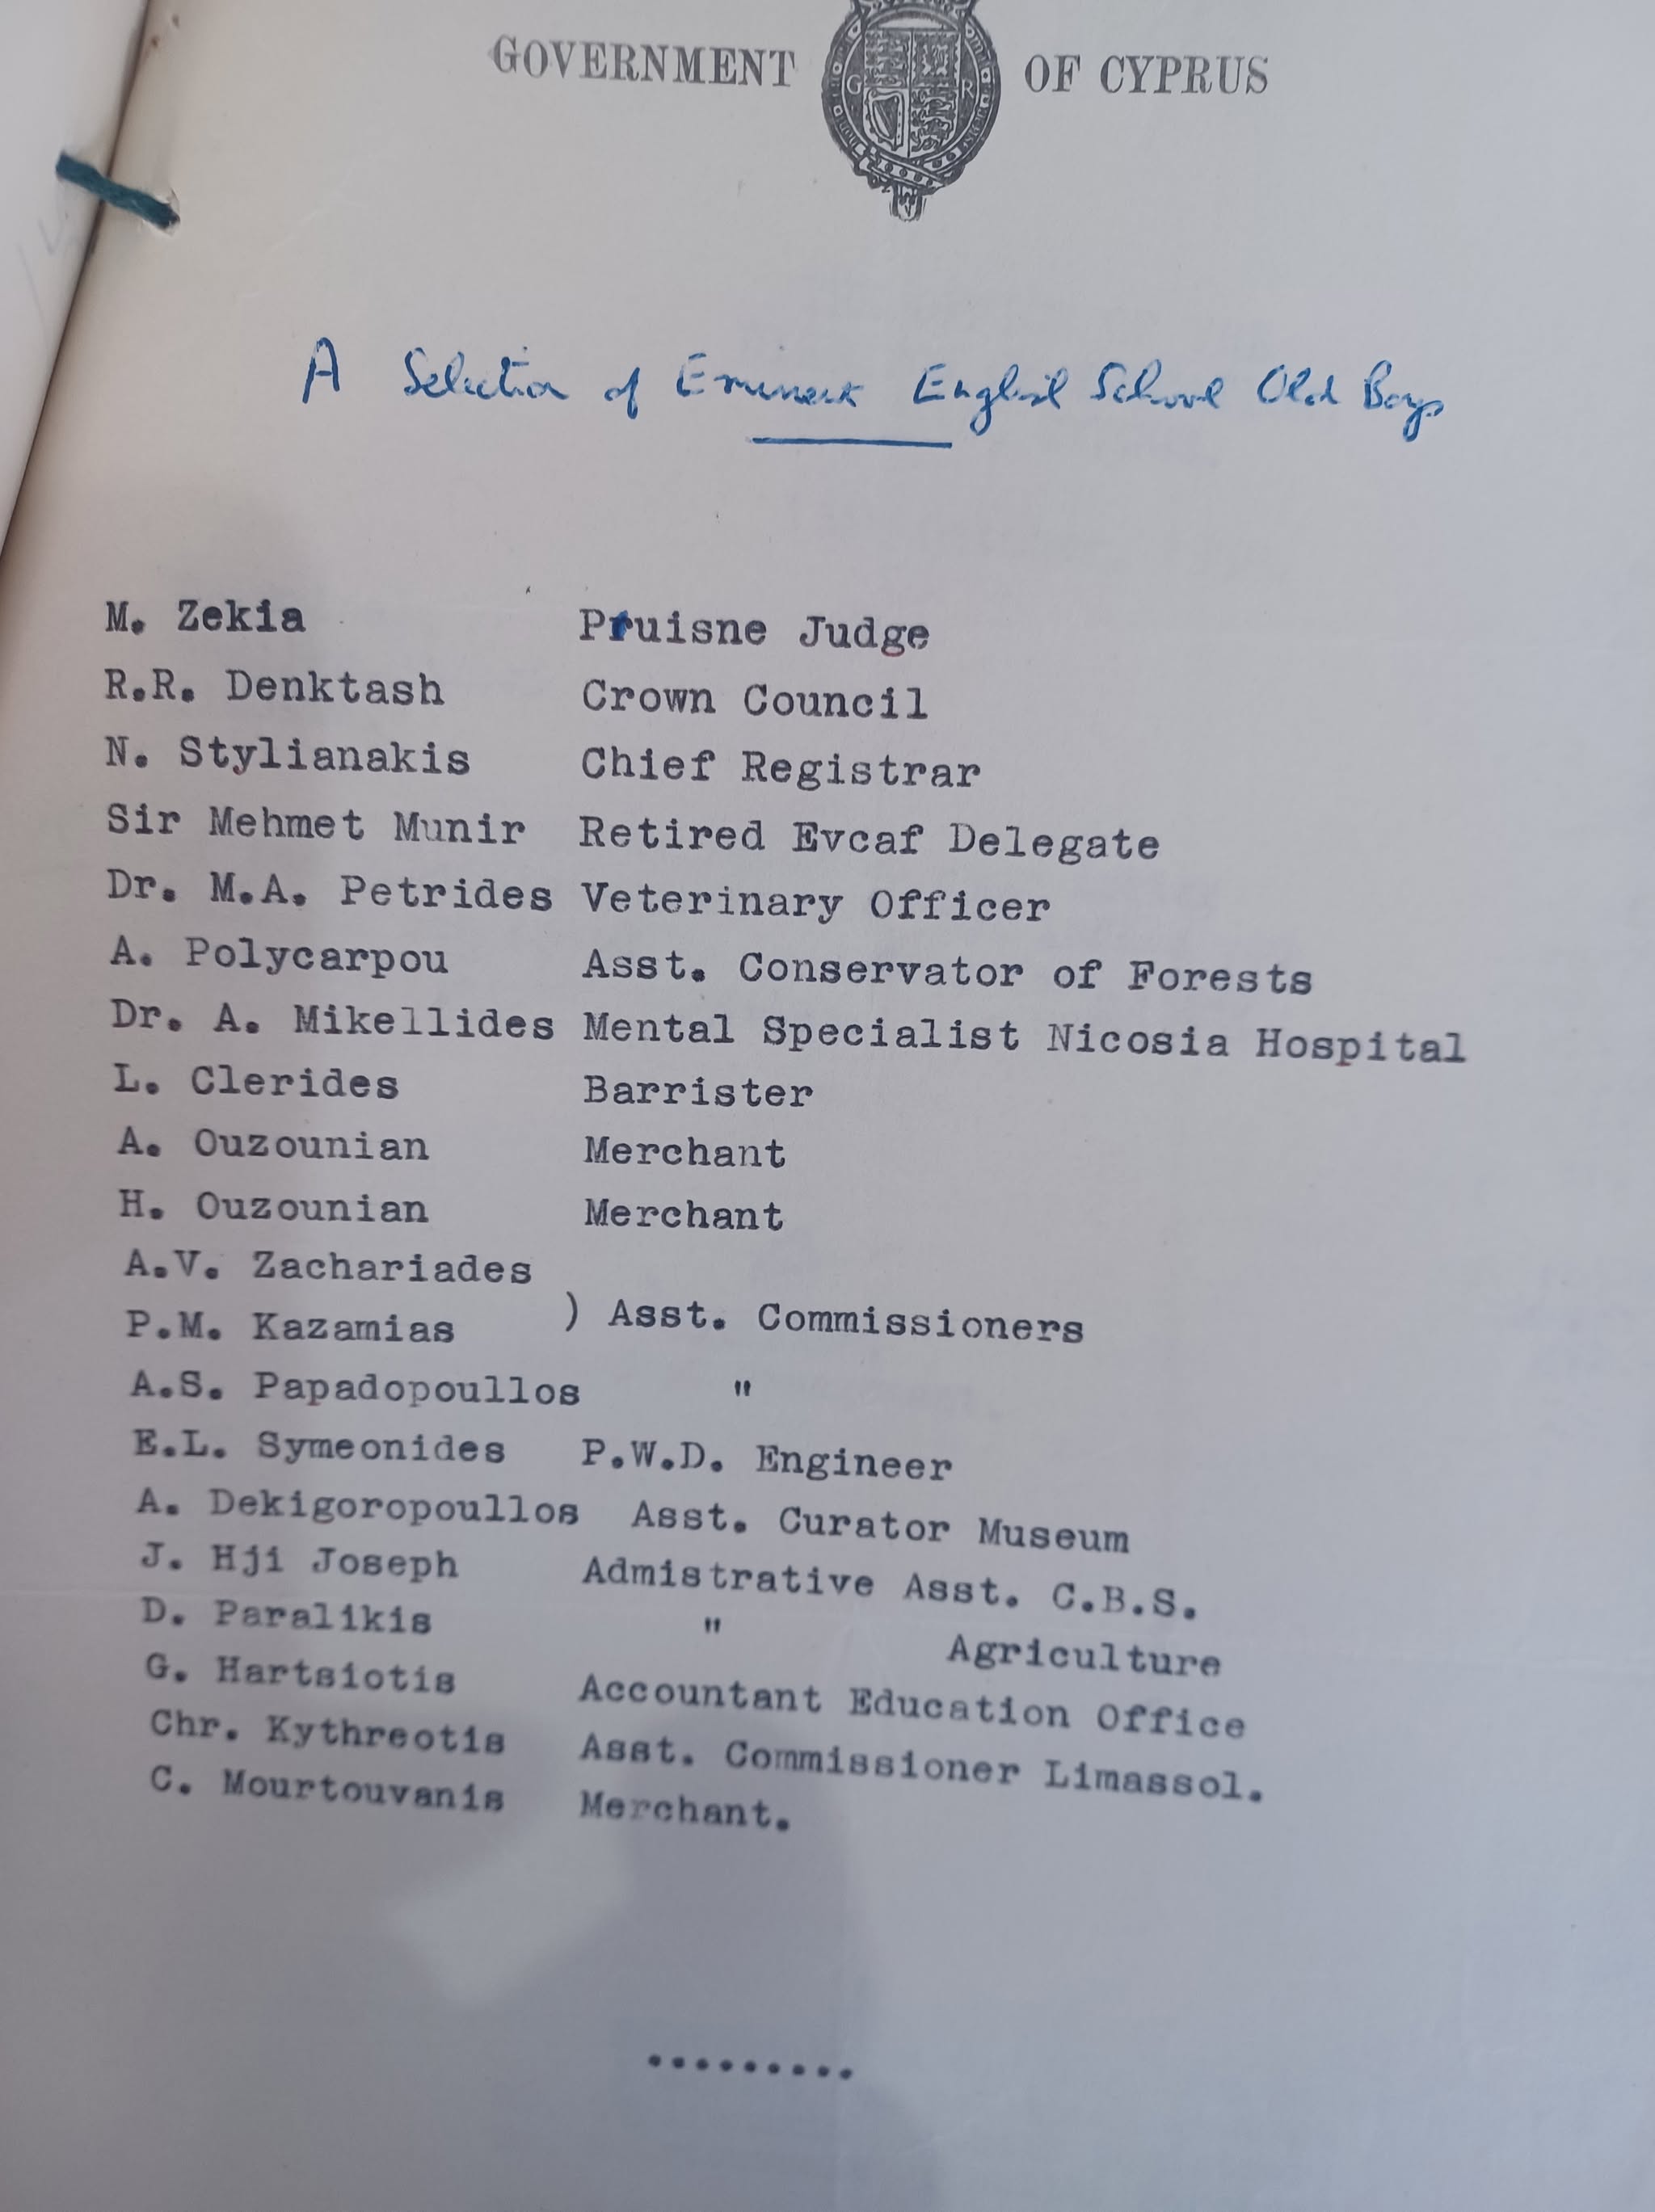 GOVERNMENT OF CYPRUS
G R
A Selection of Eminent English School Old Boys
M. Zekia Puisne Judge
R.R. Denktash Crown Council
N. Stylianakis Chief Registrar
Sir Mehmet Munir Retired Evcaf Delegate
Dr. M.A. Petrides Veterinary Officer
A. Polycarpou Asst. Conservator of Forests
Dr. A. Mikellides Mental Specialist Nicosia Hospital
L. Clerides Barrister
A. Ouzounian Merchant
H. Ouzounian Merchant
A.V. Zachariades
) Asst. Commissioners
P.M. Kazamias
A.S. Papadopoullos "
E.L. Symeonides P.W.D. Engineer
A. Dekigoropoullos Asst. Curator Museum
J. Hji Joseph Admistrative Asst. C.B.S.
D. Paralikis " Agriculture
G. Hartsiotis Accountant Education Office
Chr. Kythreotis Asst. Commissioner Limassol.
C. Mourtouvanis Merchant.
.........